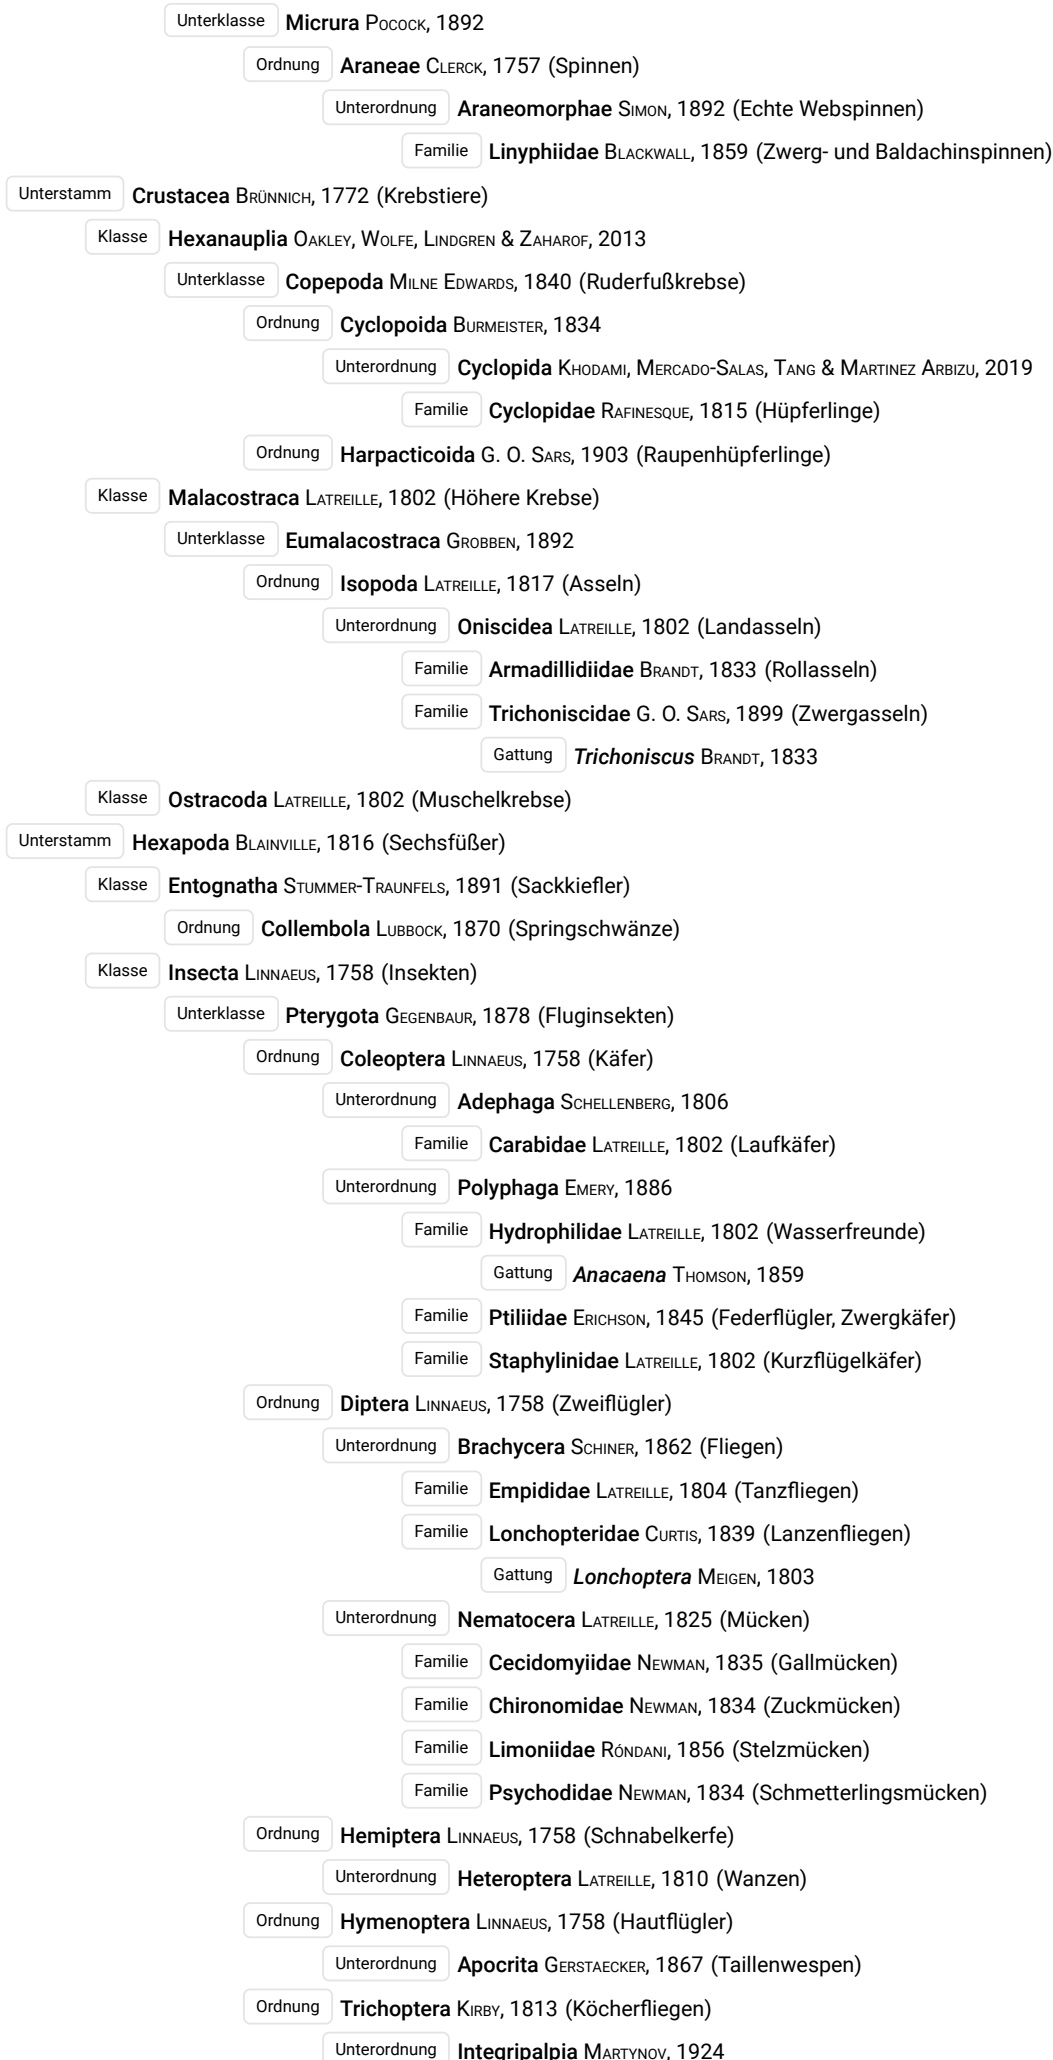 Unterklasse Micrura Pocock, 1892
Ordnung Araneae Clerck, 1757 (Spinnen)
Unterordnung Araneomorphae Simon, 1892 (Echte Webspinnen)
Familie Linyphiidae Blackwall, 1859 (Zwerg- und Baldachinspinnen)
Unterstamm Crustacea Brünnich, 1772 (Krebstiere)
Klasse Hexanauplia Oakley, Wolfe, Lindgren & Zaharof, 2013
Unterklasse Copepoda Milne Edwards, 1840 (Ruderfußkrebse)
Ordnung Cyclopoida Burmeister, 1834
Unterordnung Cyclopida Khodami, Mercado-Salas, Tang & Martinez Arbizu, 2019
Familie Cyclopidae Rafinesque, 1815 (Hüpferlinge)
Ordnung Harpacticoida G. O. Sars, 1903 (Raupenhüpferlinge)
Klasse Malacostraca Latreille, 1802 (Höhere Krebse)
Unterklasse Eumalacostraca Grobben, 1892
Ordnung Isopoda Latreille, 1817 (Asseln)
Unterordnung Oniscidea Latreille, 1802 (Landasseln)
Familie Armadillidiidae Brandt, 1833 (Rollasseln)
Familie Trichoniscidae G. O. Sars, 1899 (Zwergasseln)
Gattung Trichoniscus Brandt, 1833
Klasse Ostracoda Latreille, 1802 (Muschelkrebse)
Unterstamm Hexapoda Blainville, 1816 (Sechsfüßer)
Klasse Entognatha Stummer-Traunfels, 1891 (Sackkiefler)
Ordnung Collembola Lubbock, 1870 (Springschwänze)
Klasse Insecta Linnaeus, 1758 (Insekten)
Unterklasse Pterygota Gegenbaur, 1878 (Fluginsekten)
Ordnung Coleoptera Linnaeus, 1758 (Käfer)
Unterordnung Adephaga Schellenberg, 1806
Familie Carabidae Latreille, 1802 (Laufkäfer)
Unterordnung Polyphaga Emery, 1886
Familie Hydrophilidae Latreille, 1802 (Wasserfreunde)
Gattung Anacaena Thomson, 1859
Familie Ptiliidae Erichson, 1845 (Federflügler, Zwergkäfer)
Familie Staphylinidae Latreille, 1802 (Kurzflügelkäfer)
Ordnung Diptera Linnaeus, 1758 (Zweiflügler)
Unterordnung Brachycera Schiner, 1862 (Fliegen)
Familie Empididae Latreille, 1804 (Tanzfliegen)
Familie Lonchopteridae Curtis, 1839 (Lanzenfliegen)
Gattung Lonchoptera Meigen, 1803
Unterordnung Nematocera Latreille, 1825 (Mücken)
Familie Cecidomyiidae Newman, 1835 (Gallmücken)
Familie Chironomidae Newman, 1834 (Zuckmücken)
Familie Limoniidae Róndani, 1856 (Stelzmücken)
Familie Psychodidae Newman, 1834 (Schmetterlingsmücken)
Ordnung Hemiptera Linnaeus, 1758 (Schnabelkerfe)
Unterordnung Heteroptera Latreille, 1810 (Wanzen)
Ordnung Hymenoptera Linnaeus, 1758 (Hautflügler)
Unterordnung Apocrita Gerstaecker, 1867 (Taillenwespen)
Ordnung Trichoptera Kirby, 1813 (Köcherfliegen)
Unterordnung Integripalpia Martynov, 1924